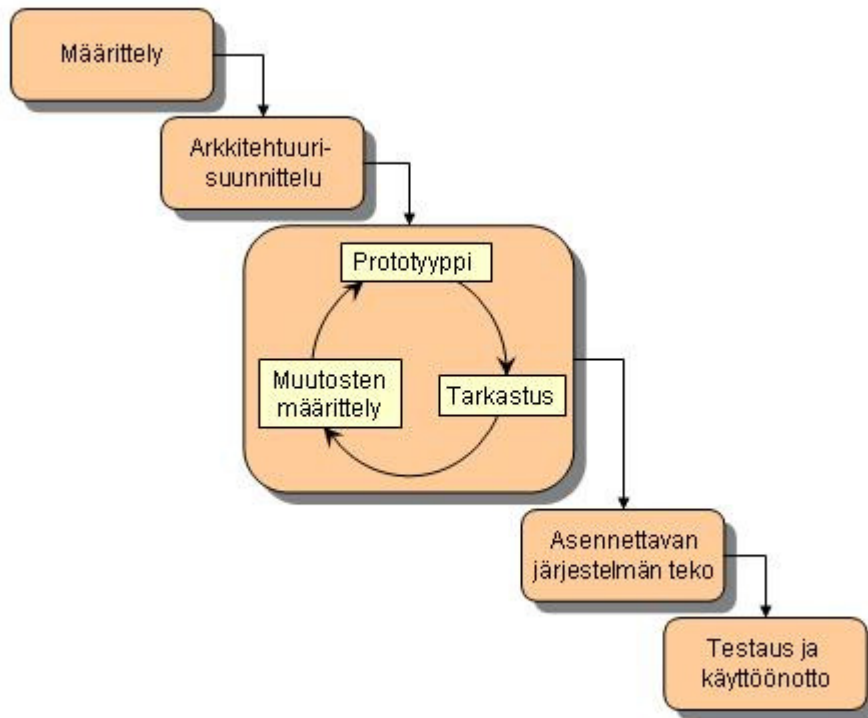 Määrittely
Arkkitehtuuri-
suunnittelu
Prototyyppi
Muutosten
määrittely
Tarkastus
Asennettavan
järjestelmän teko
Testaus ja
käyttöönotto